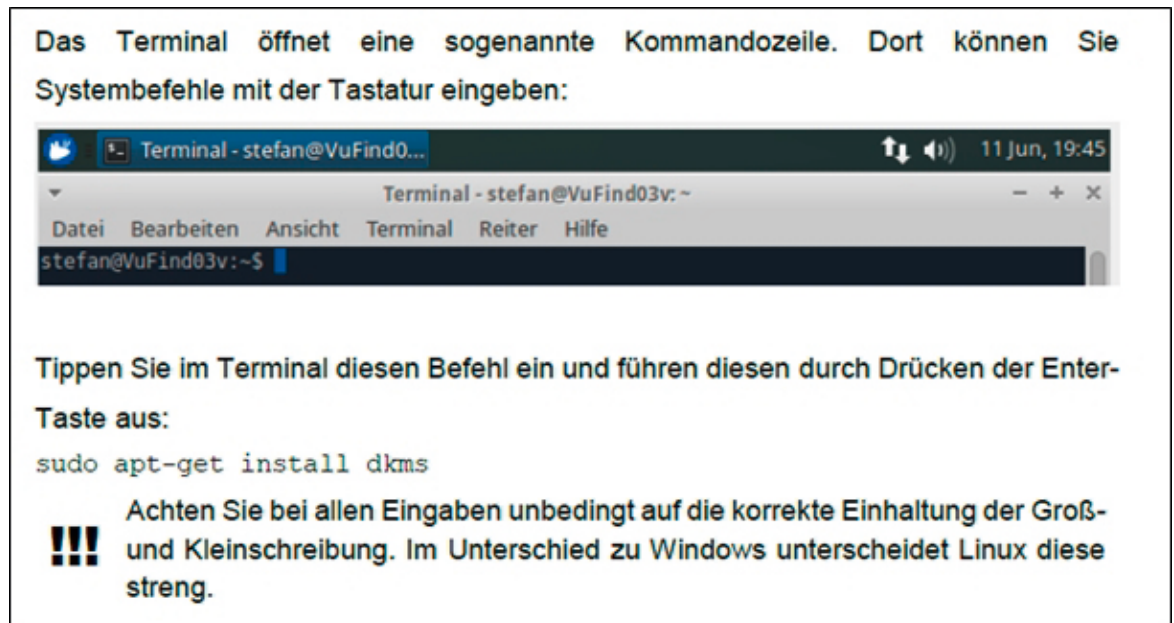 Das Terminal öffnet eine sogenannte Kommandozeile. Dort können Sie
Systembefehle mit der Tastatur eingeben:
Terminal - stefan@VuFind0... 11 Jun, 19:45
Terminal - stefan@VuFind03v: ~
Datei Bearbeiten Ansicht Terminal Reiter Hilfe
stefan@VuFind03v:~$
Tippen Sie im Terminal diesen Befehl ein und führen diesen durch Drücken der Enter-
Taste aus:
sudo apt-get install dkms
Achten Sie bei allen Eingaben unbedingt auf die korrekte Einhaltung der Groß-
!!! und Kleinschreibung. Im Unterschied zu Windows unterscheidet Linux diese
streng.